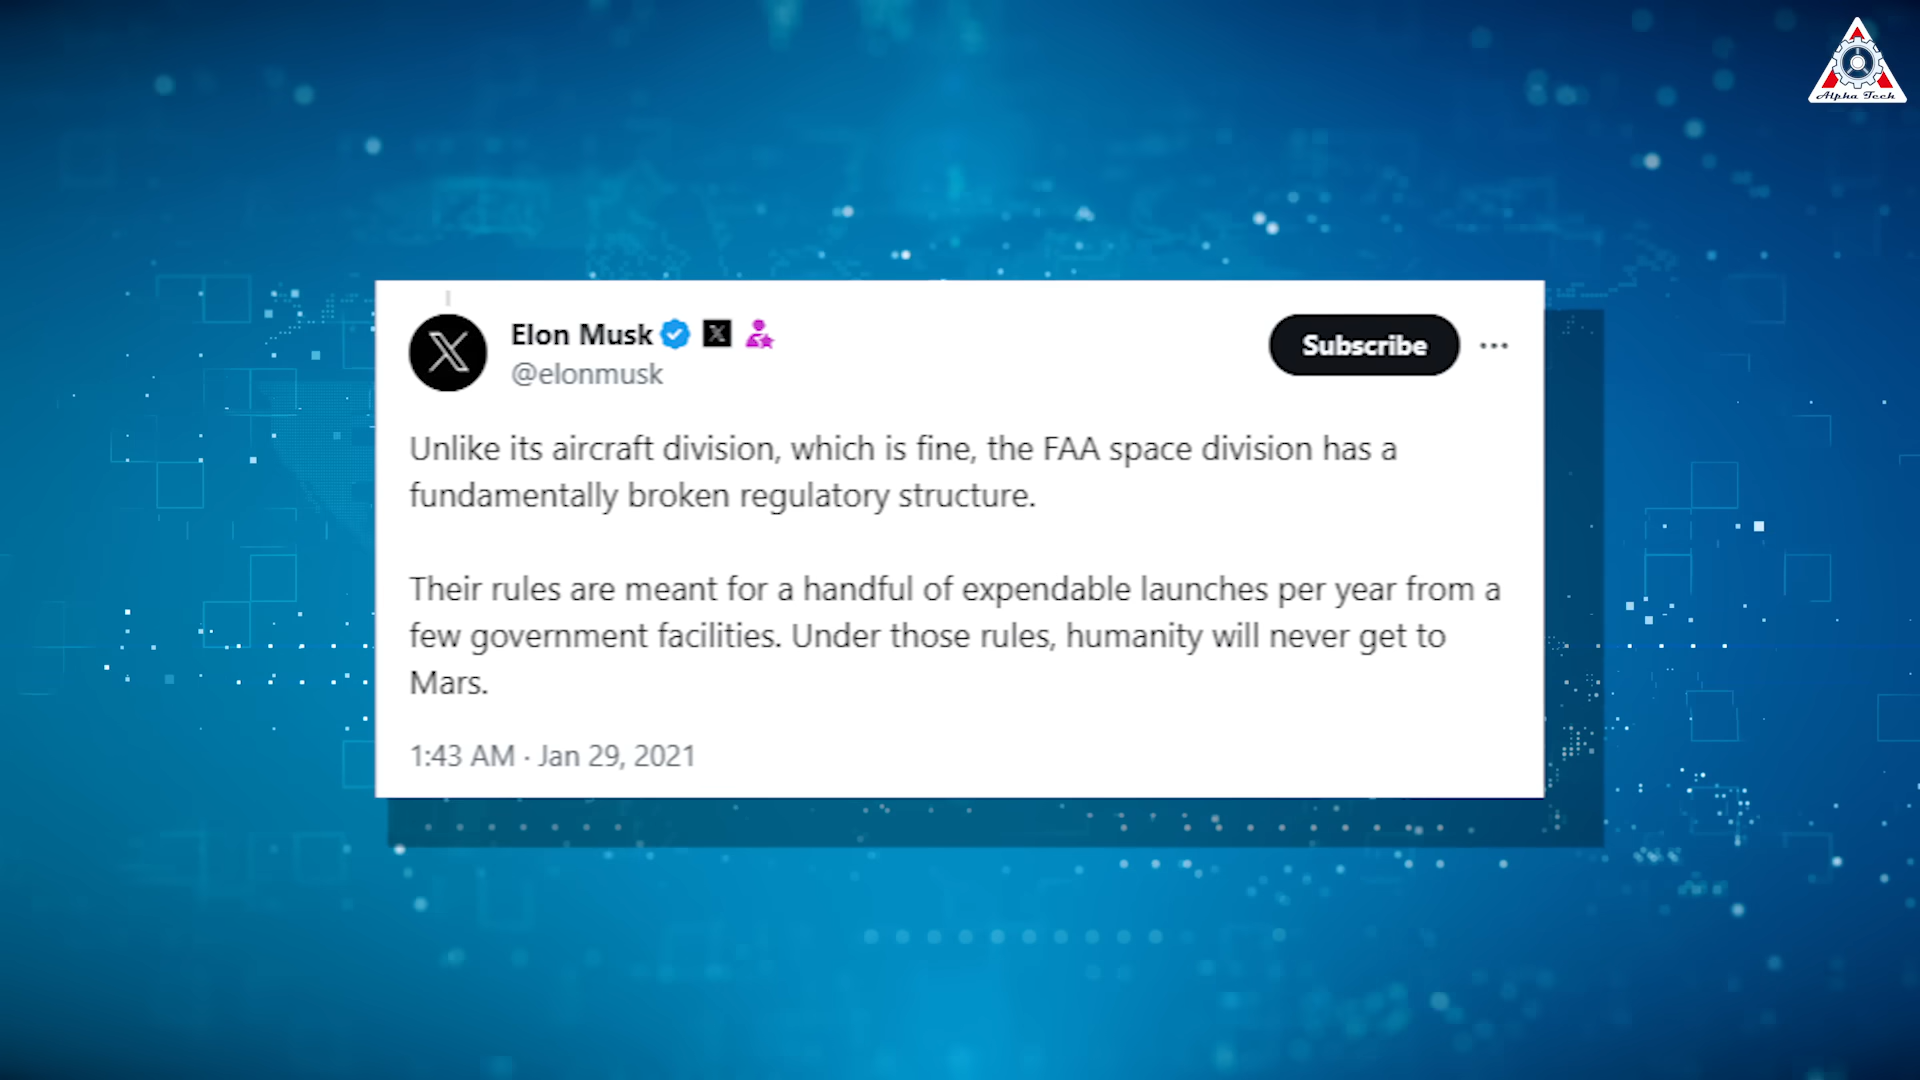 Alpha Tech
Elon Musk
@elonmusk
Subscribe
Unlike its aircraft division, which is fine, the FAA space division has a
fundamentally broken regulatory structure.
Their rules are meant for a handful of expendable launches per year from a
few government facilities. Under those rules, humanity will never get to
Mars.
1:43 AM · Jan 29, 2021